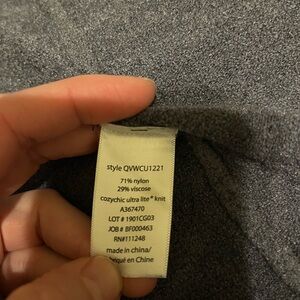 style QVWCU1221
71% nylon
29% viscose
cozychic ultra lite® knit
A367470
LOT # 1901CG03
JOB # BF000463
RN#111248
made in china/
en Chine